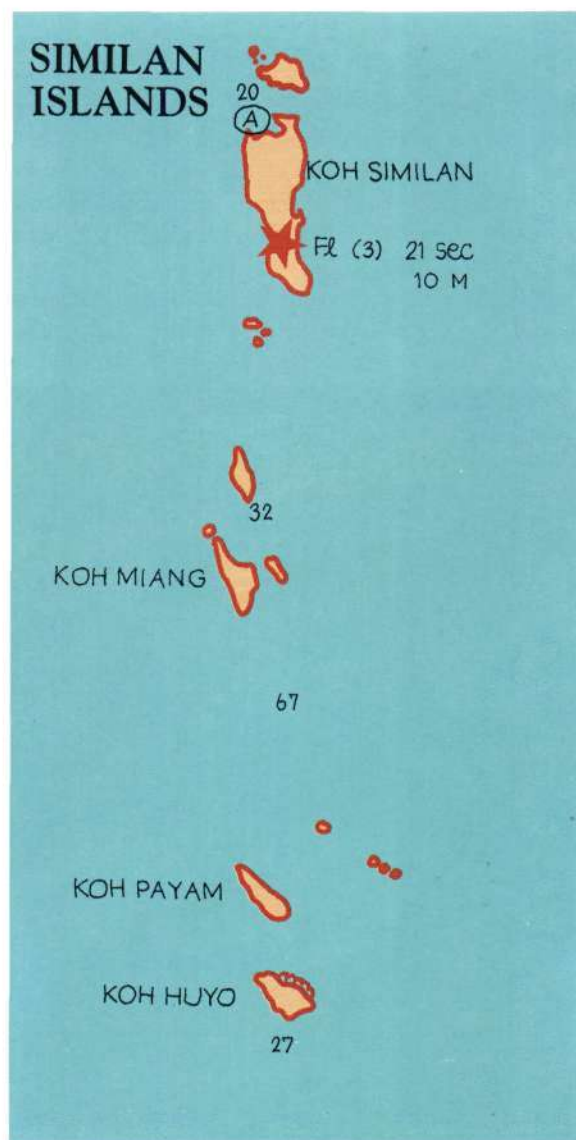 SIMILAN
ISLANDS
20
A
KOH SIMILAN
Fl (3) 21 sec
10 M
32
KOH MIANG
67
KOH PAYAM
KOH HUYO
27